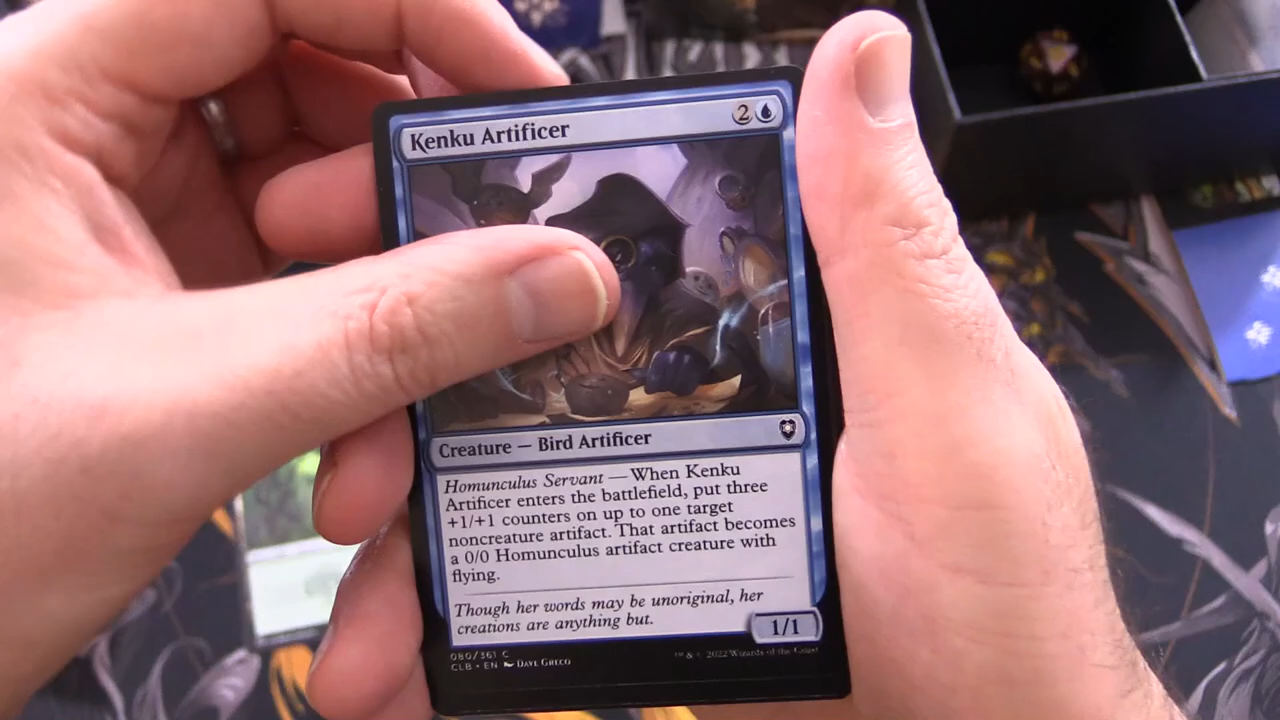 Kenku Artificer 2
Creature — Bird Artificer
Homunculus Servant — When Kenku
Artificer enters the battlefield, put three
+1/+1 counters on up to one target
noncreature artifact. That artifact becomes
a 0/0 Homunculus artifact creature with
flying.
Though her words may be unoriginal, her
creations are anything but.
1/1
080/361 C
CLB • EN Dave Greco
™ & © 2022 Wizards of the Coast